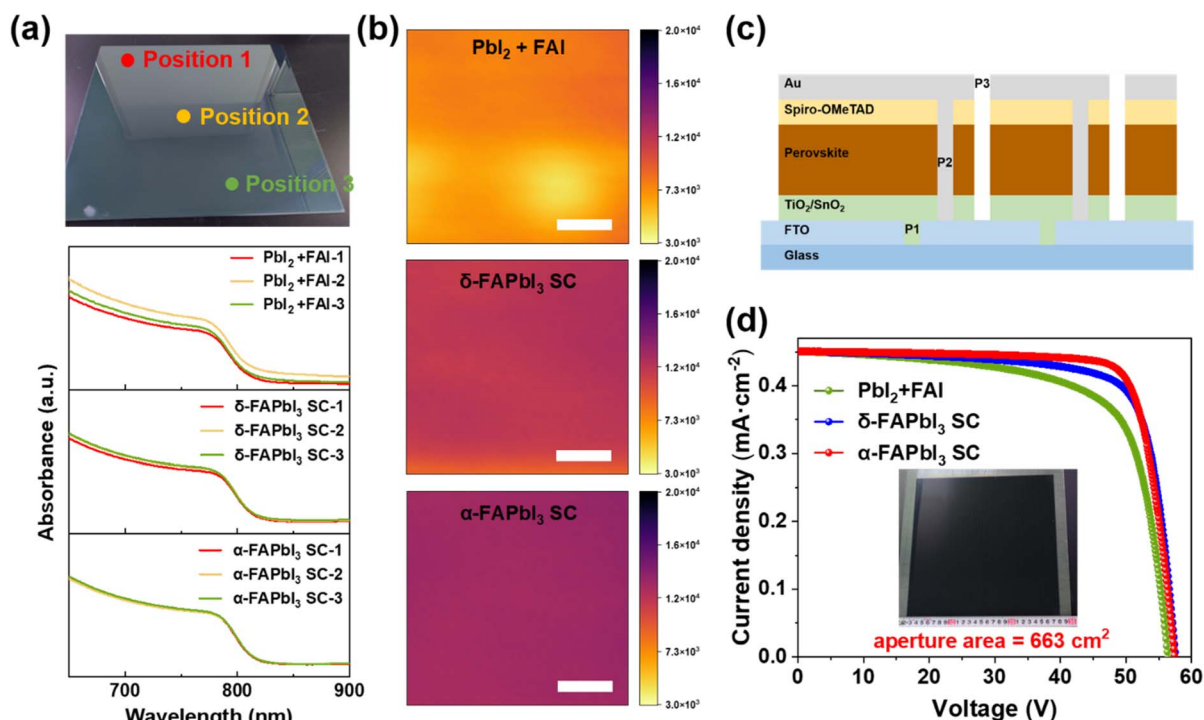 (a)
Position 1
Position 2
Position 3
PbI₂ +FAI-1
PbI₂ +FAI-2
PbI₂ +FAI-3
δ-FAPbI₃ SC-1
δ-FAPbI₃ SC-2
δ-FAPbI₃ SC-3
α-FAPbI₃ SC-1
α-FAPbI₃ SC-2
α-FAPbI₃ SC-3
Absorbance (a.u.)
700
800
900
Wavelength (nm)
(b)
PbI₂ + FAI
2.0×10⁴
1.6×10⁴
1.2×10⁴
7.3×10³
3.0×10³
δ-FAPbI₃ SC
2.0×10⁴
1.6×10⁴
1.2×10⁴
7.3×10³
3.0×10³
α-FAPbI₃ SC
2.0×10⁴
1.6×10⁴
1.2×10⁴
7.3×10³
3.0×10³
(c)
Au
P3
Spiro-OMeTAD
Perovskite
P2
TiO₂/SnO₂
FTO
P1
Glass
(d)
Current density (mA·cm⁻²)
0.4
0.3
0.2
0.1
0.0
PbI₂+FAI
δ-FAPbI₃ SC
α-FAPbI₃ SC
aperture area = 663 cm²
0
10
20
30
40
50
60
Voltage (V)